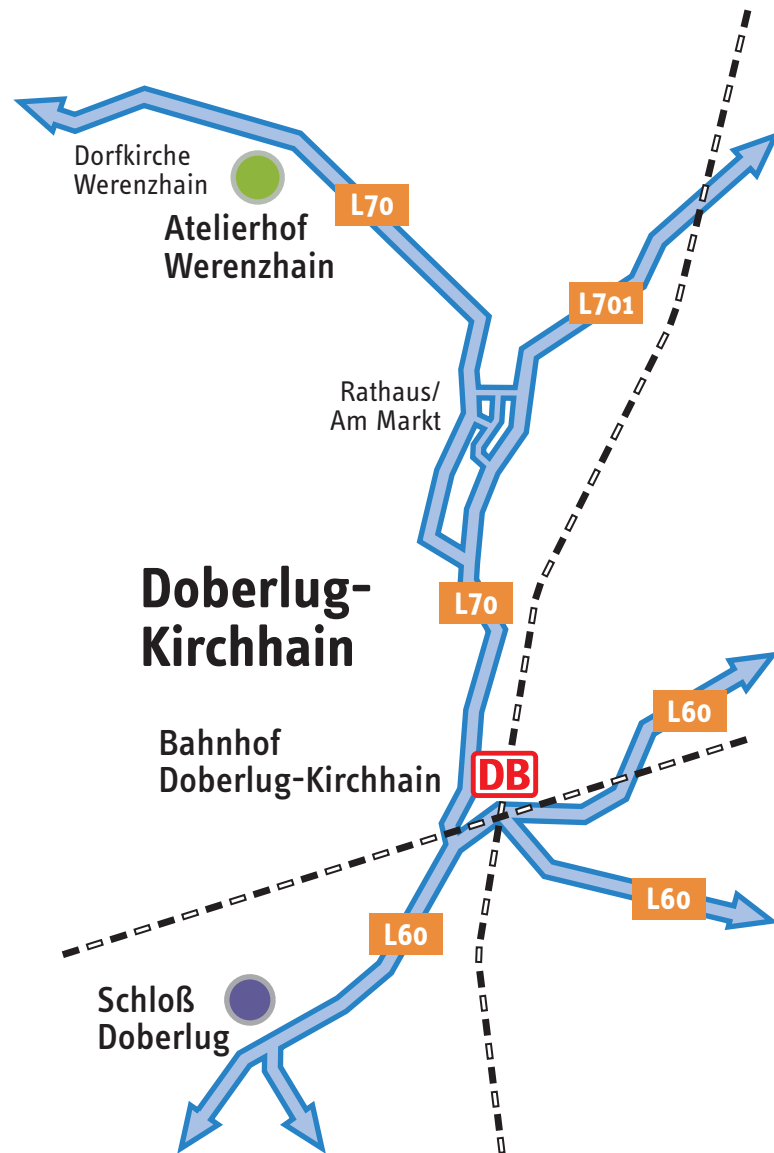 Dorfkirche
Werenzhain
L70
Atelierhof
Werenzhain
L701
Rathaus/
Am Markt
Doberlug-
Kirchhain
L70
L60
Bahnhof
Doberlug-Kirchhain
DB
L60
L60
Schloß
Doberlug